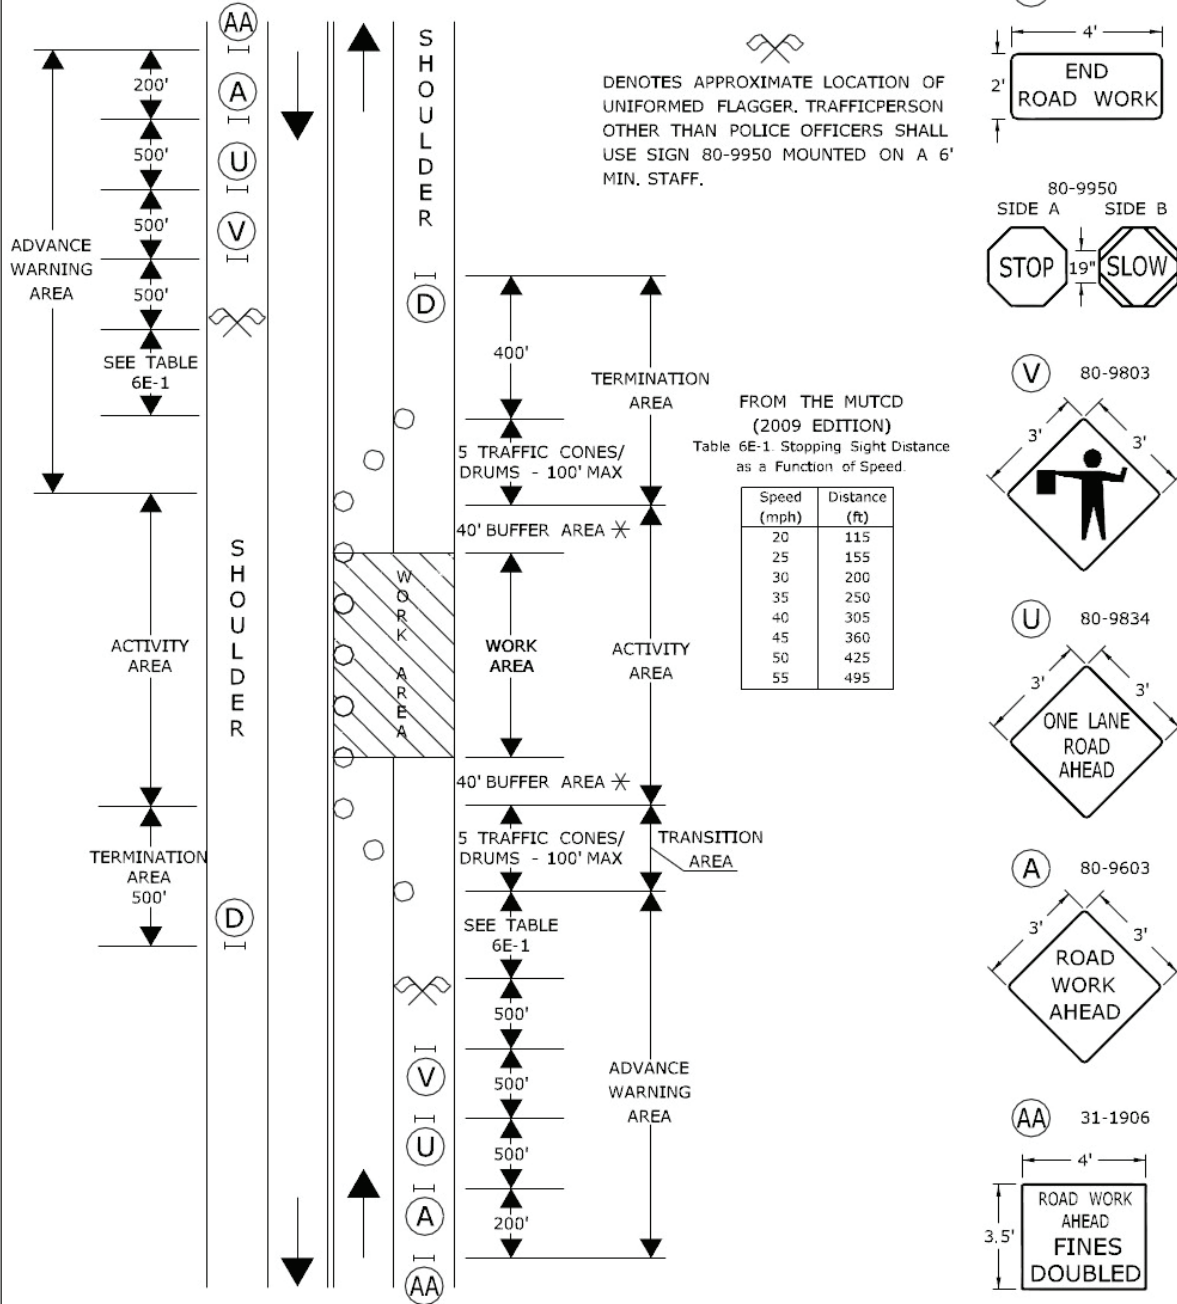 AA
200'
A
500'
U
500'
V
ADVANCE
WARNING
AREA
500'
SEE TABLE
6E-1
SHOULDER
ACTIVITY
AREA
TERMINATION
AREA
500'
D
SHOULDER
D
400'
TERMINATION
AREA
5 TRAFFIC CONES/
DRUMS - 100' MAX
40' BUFFER AREA *
WORK AREA
WORK
AREA
ACTIVITY
AREA
40' BUFFER AREA *
5 TRAFFIC CONES/
DRUMS - 100' MAX
TRANSITION
AREA
SEE TABLE
6E-1
500'
V
500'
U
500'
A
200'
AA
ADVANCE
WARNING
AREA
DENOTES APPROXIMATE LOCATION OF
UNIFORMED FLAGGER. TRAFFICPERSON
OTHER THAN POLICE OFFICERS SHALL
USE SIGN 80-9950 MOUNTED ON A 6'
MIN. STAFF.
FROM THE MUTCD
(2009 EDITION)
Table 6E-1. Stopping Sight Distance
as a Function of Speed.
Speed Distance
(mph) (ft)
20 115
25 155
30 200
35 250
40 305
45 360
50 425
55 495
4'
2'
END
ROAD WORK
80-9950
SIDE A SIDE B
STOP 19" SLOW
V 80-9803
3' 3'
U 80-9834
3' 3'
ONE LANE
ROAD
AHEAD
A 80-9603
3' 3'
ROAD
WORK
AHEAD
AA 31-1906
4'
3.5'
ROAD WORK
AHEAD
FINES
DOUBLED